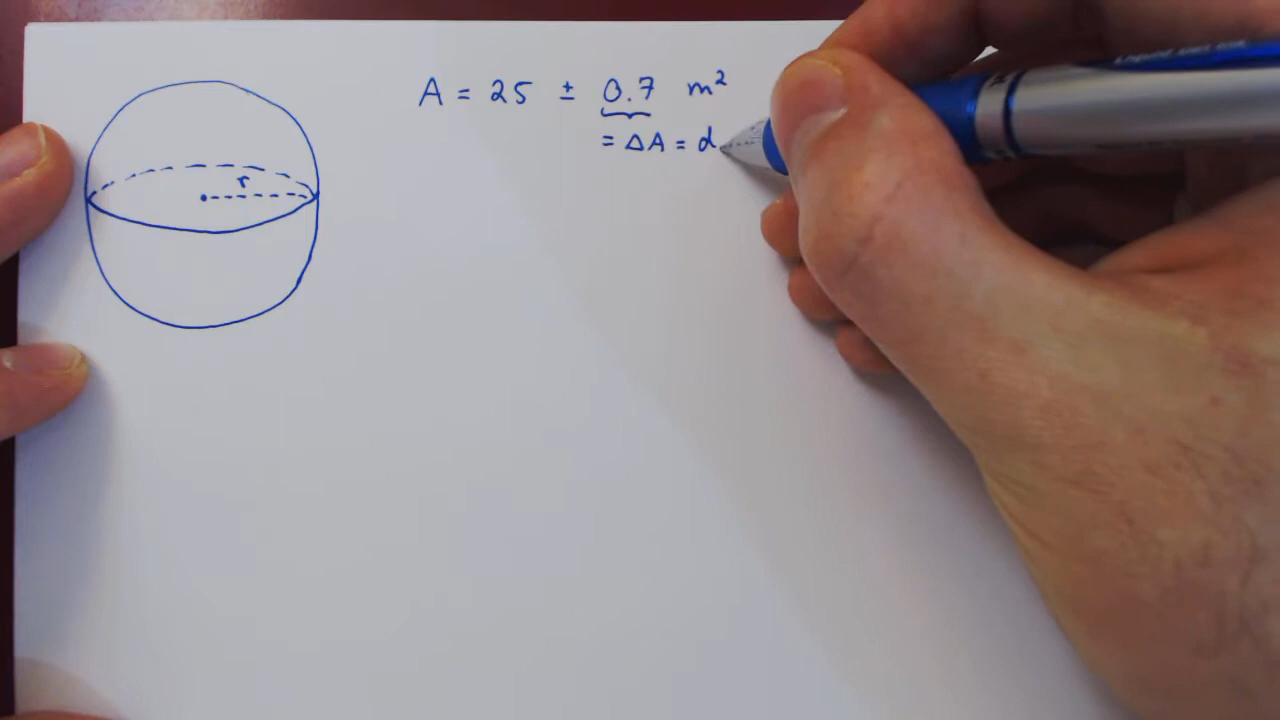 A = 25 ± 0.7 m²
= ΔA = d
r